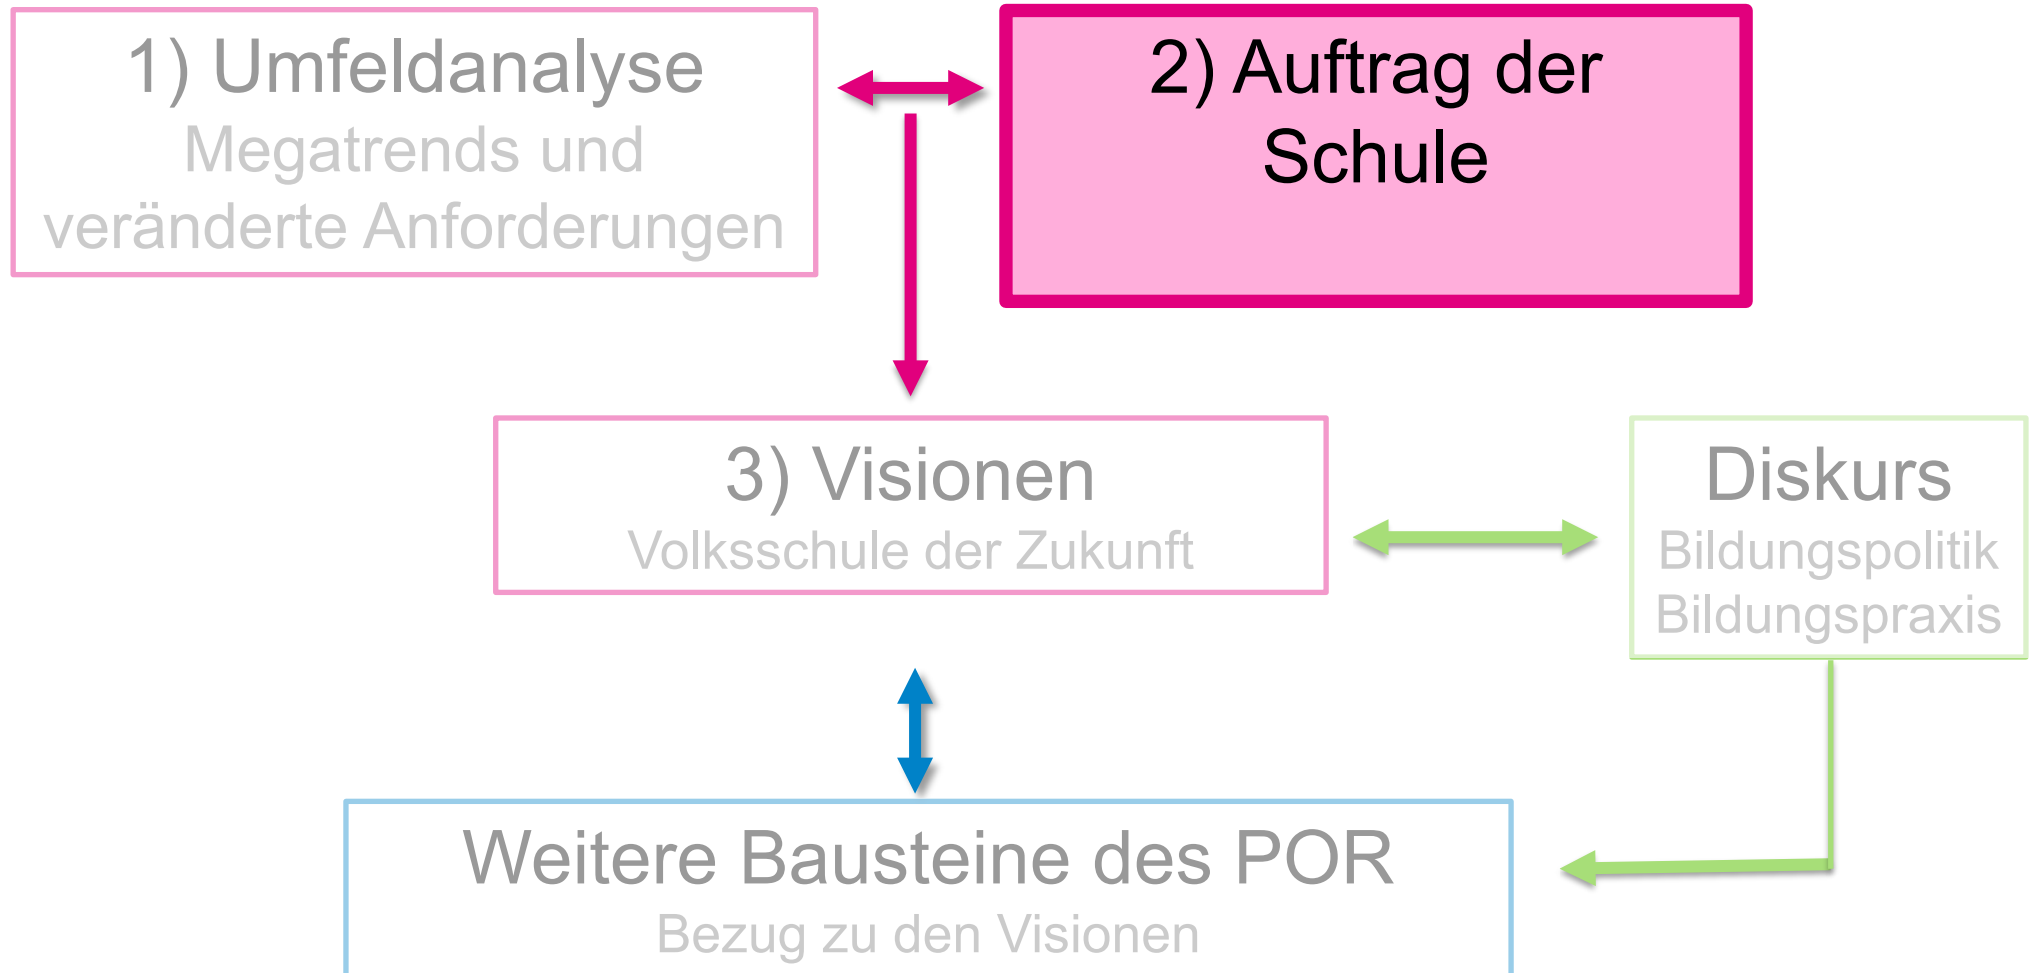 1) Umfeldanalyse
Megatrends und
veränderte Anforderungen
2) Auftrag der
Schule
3) Visionen
Volksschule der Zukunft
Diskurs
Bildungspolitik
Bildungspraxis
Weitere Bausteine des POR
Bezug zu den Visionen